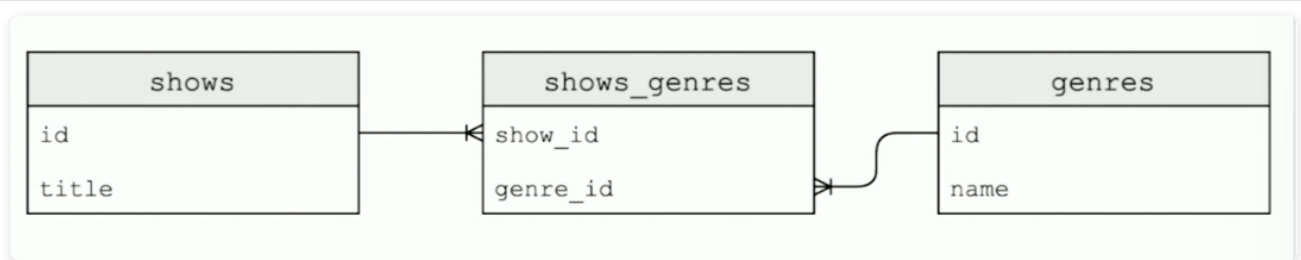 shows
id
title
shows_genres
show_id
genre_id
genres
id
name